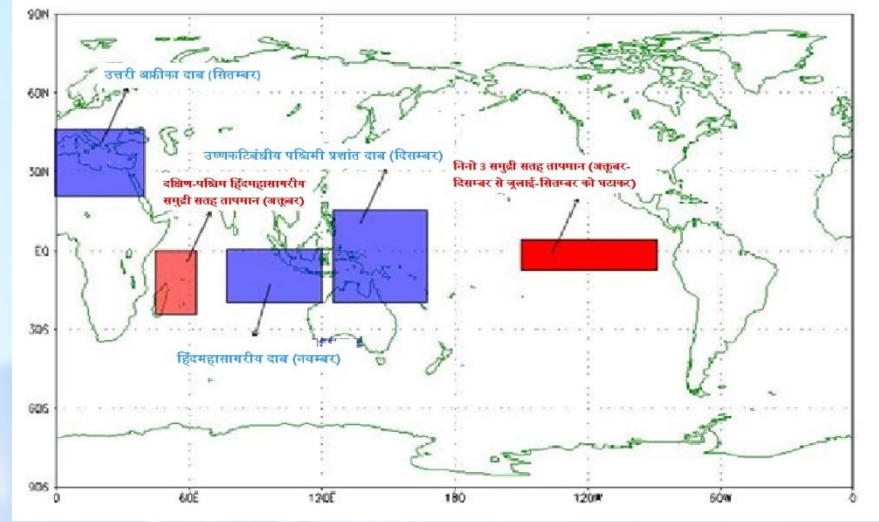 90N
उत्तरी अफ्रीका दाब (सितम्बर)
60N
उष्णकटिबंधीय पश्चिमी प्रशांत दाब (दिसम्बर)
निनो 3 समुद्री सतह तापमान (अक्तूबर-
दिसम्बर से जूलाई-सितम्बर को घटाकर)
30N
दक्षिण-पश्चिम हिंदमहासागरीय
समुद्री सतह तापमान (अक्तूबर)
EQ
30S
हिंदमहासागरीय दाब (नवम्बर)
60S
90S
0 60E 120E 180 120W 60W 0